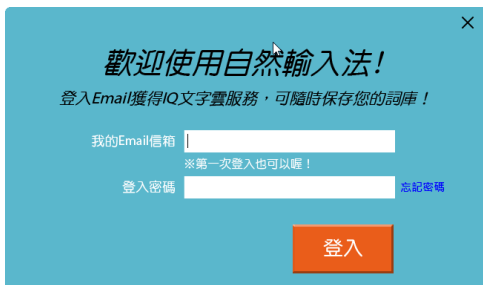 歡迎使用自然輸入法!
登入Email獲得IQ文字雲服務，可隨時保存您的詞庫！
我的Email信箱
※第一次登入也可以喔！
登入密碼 忘記密碼
登入